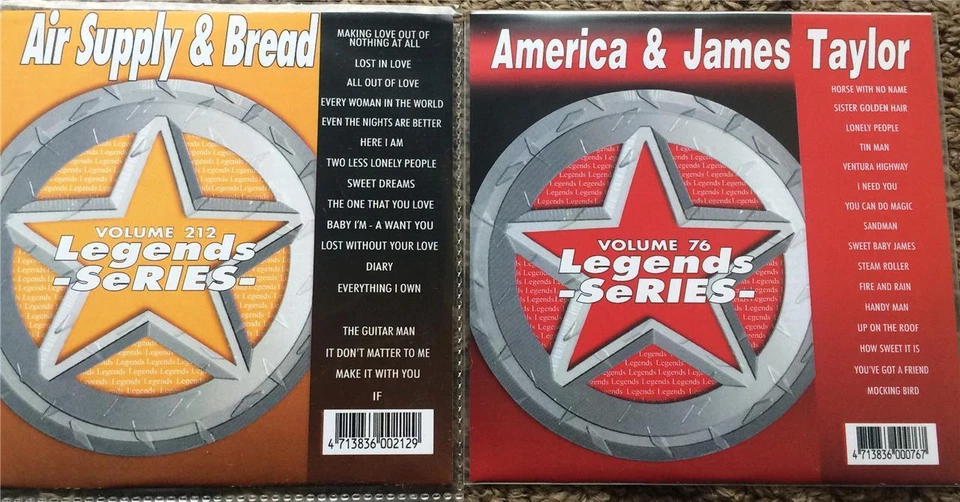 Air Supply & Bread
MAKING LOVE OUT OF
NOTHING AT ALL
LOST IN LOVE
ALL OUT OF LOVE
EVERY WOMAN IN THE WORLD
EVEN THE NIGHTS ARE BETTER
HERE I AM
TWO LESS LONELY PEOPLE
SWEET DREAMS
THE ONE THAT YOU LOVE
BABY I'M - A WANT YOU
LOST WITHOUT YOUR LOVE
DIARY
EVERYTHING I OWN
THE GUITAR MAN
IT DON'T MATTER TO ME
MAKE IT WITH YOU
IF
VOLUME 212
Legends
-SeRIES-
4 713836 002129
America & James Taylor
HORSE WITH NO NAME
SISTER GOLDEN HAIR
LONELY PEOPLE
TIN MAN
VENTURA HIGHWAY
I NEED YOU
YOU CAN DO MAGIC
SANDMAN
SWEET BABY JAMES
STEAM ROLLER
FIRE AND RAIN
HANDY MAN
UP ON THE ROOF
HOW SWEET IT IS
YOU'VE GOT A FRIEND
MOCKING BIRD
VOLUME 76
Legends
-SeRIES-
4 713836 000767